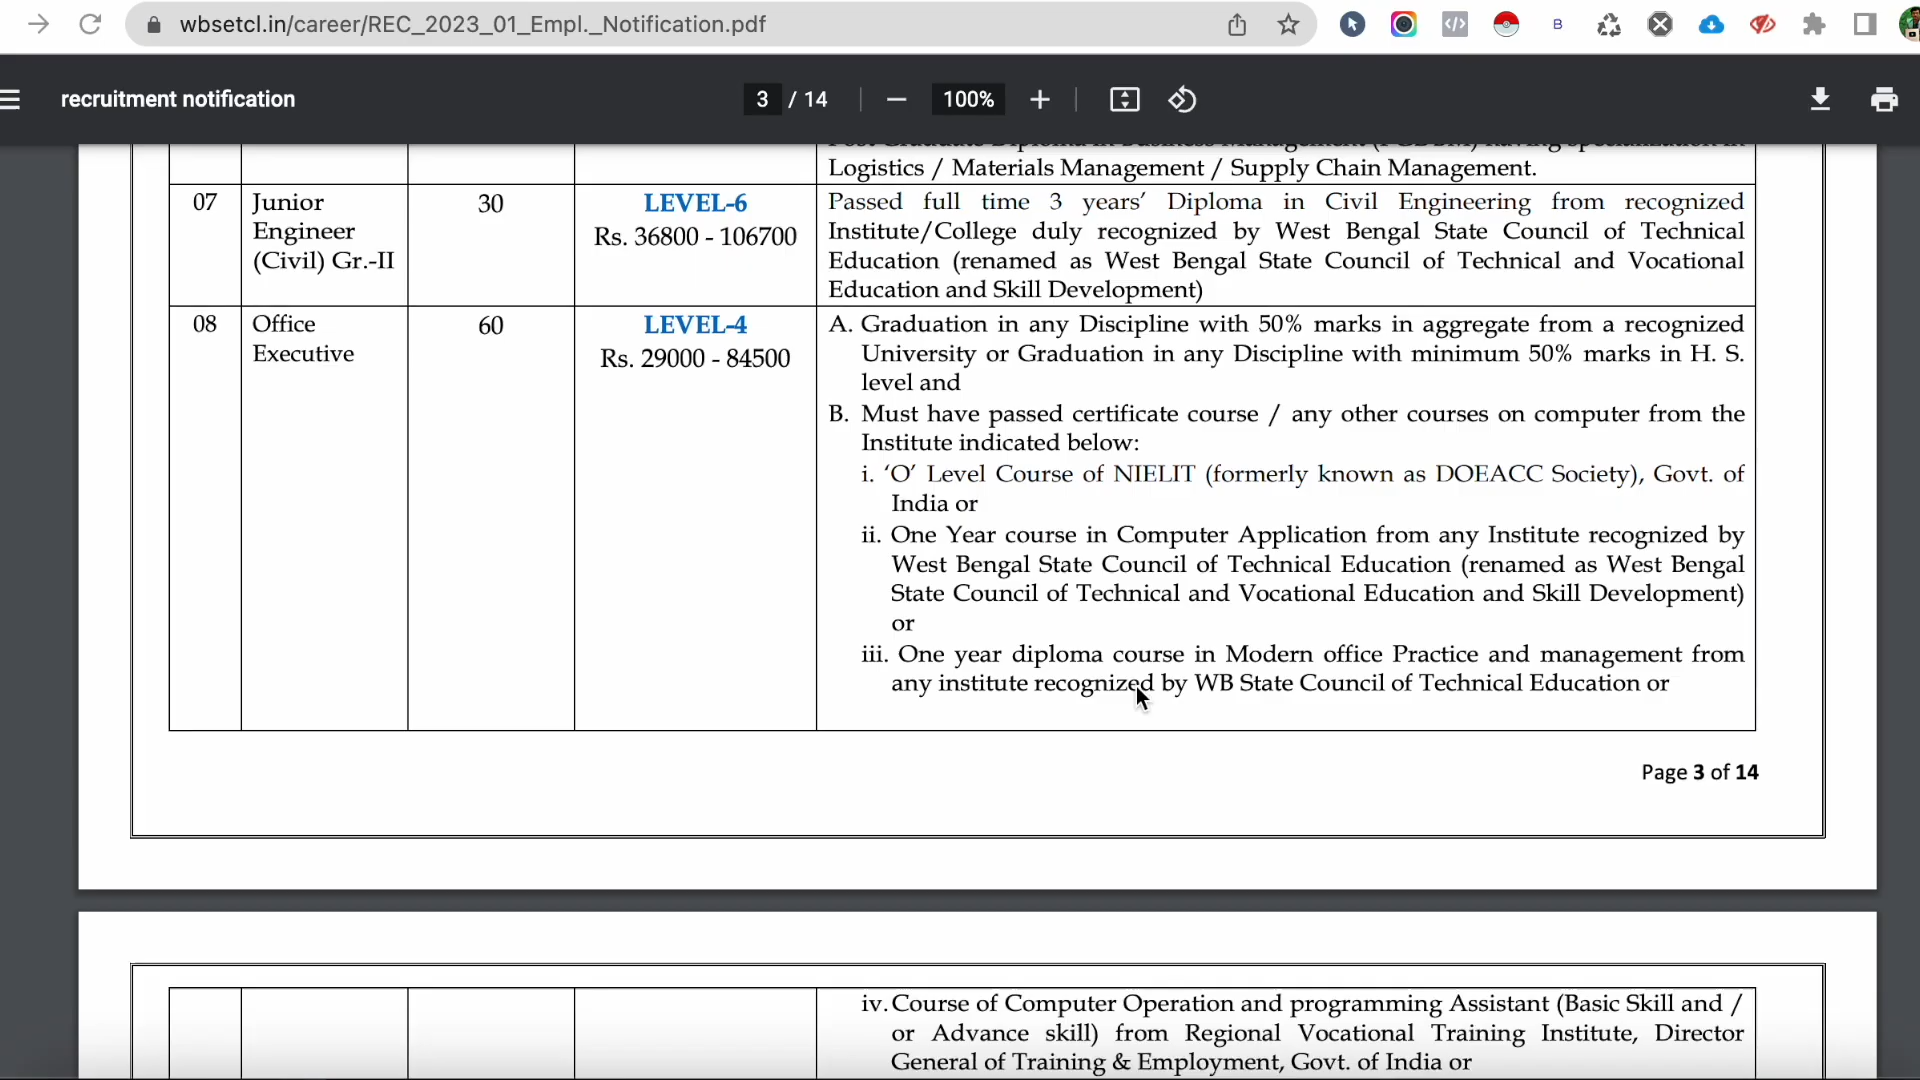 wbsetcl.in/career/REC_2023_01_Empl._Notification.pdf
B
recruitment notification
3 / 14
100%
Logistics / Materials Management / Supply Chain Management.
07
Junior Engineer (Civil) Gr.-II
30
LEVEL-6
Rs. 36800 - 106700
Passed full time 3 years’ Diploma in Civil Engineering from recognized
Institute/College duly recognized by West Bengal State Council of Technical
Education (renamed as West Bengal State Council of Technical and Vocational
Education and Skill Development)
08
Office Executive
60
LEVEL-4
Rs. 29000 - 84500
A. Graduation in any Discipline with 50% marks in aggregate from a recognized
University or Graduation in any Discipline with minimum 50% marks in H. S.
level and
B. Must have passed certificate course / any other courses on computer from the
Institute indicated below:
i. ‘O’ Level Course of NIELIT (formerly known as DOEACC Society), Govt. of
India or
ii. One Year course in Computer Application from any Institute recognized by
West Bengal State Council of Technical Education (renamed as West Bengal
State Council of Technical and Vocational Education and Skill Development)
or
iii. One year diploma course in Modern office Practice and management from
any institute recognized by WB State Council of Technical Education or
Page 3 of 14
iv. Course of Computer Operation and programming Assistant (Basic Skill and /
or Advance skill) from Regional Vocational Training Institute, Director
General of Training & Employment, Govt. of India or